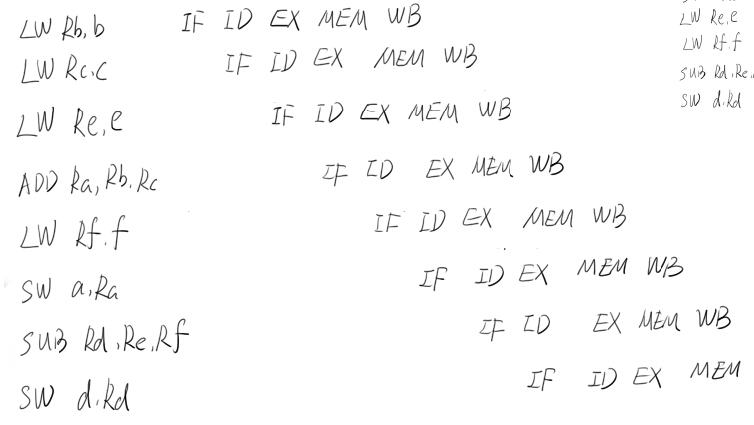 LW Rb,b IF ID EX MEM WB
LW Rc,c IF ID EX MEM WB
LW Re,e IF ID EX MEM WB
ADD Ra,Rb,Rc IF ID EX MEM WB
LW Rf,f IF ID EX MEM WB
SW a,Ra IF ID EX MEM WB
SUB Rd,Re,Rf IF ID EX MEM WB
SW d,Rd IF ID EX MEM
LW Re,e
LW Rf,f
SUB Rd,Re,
SW d,Rd